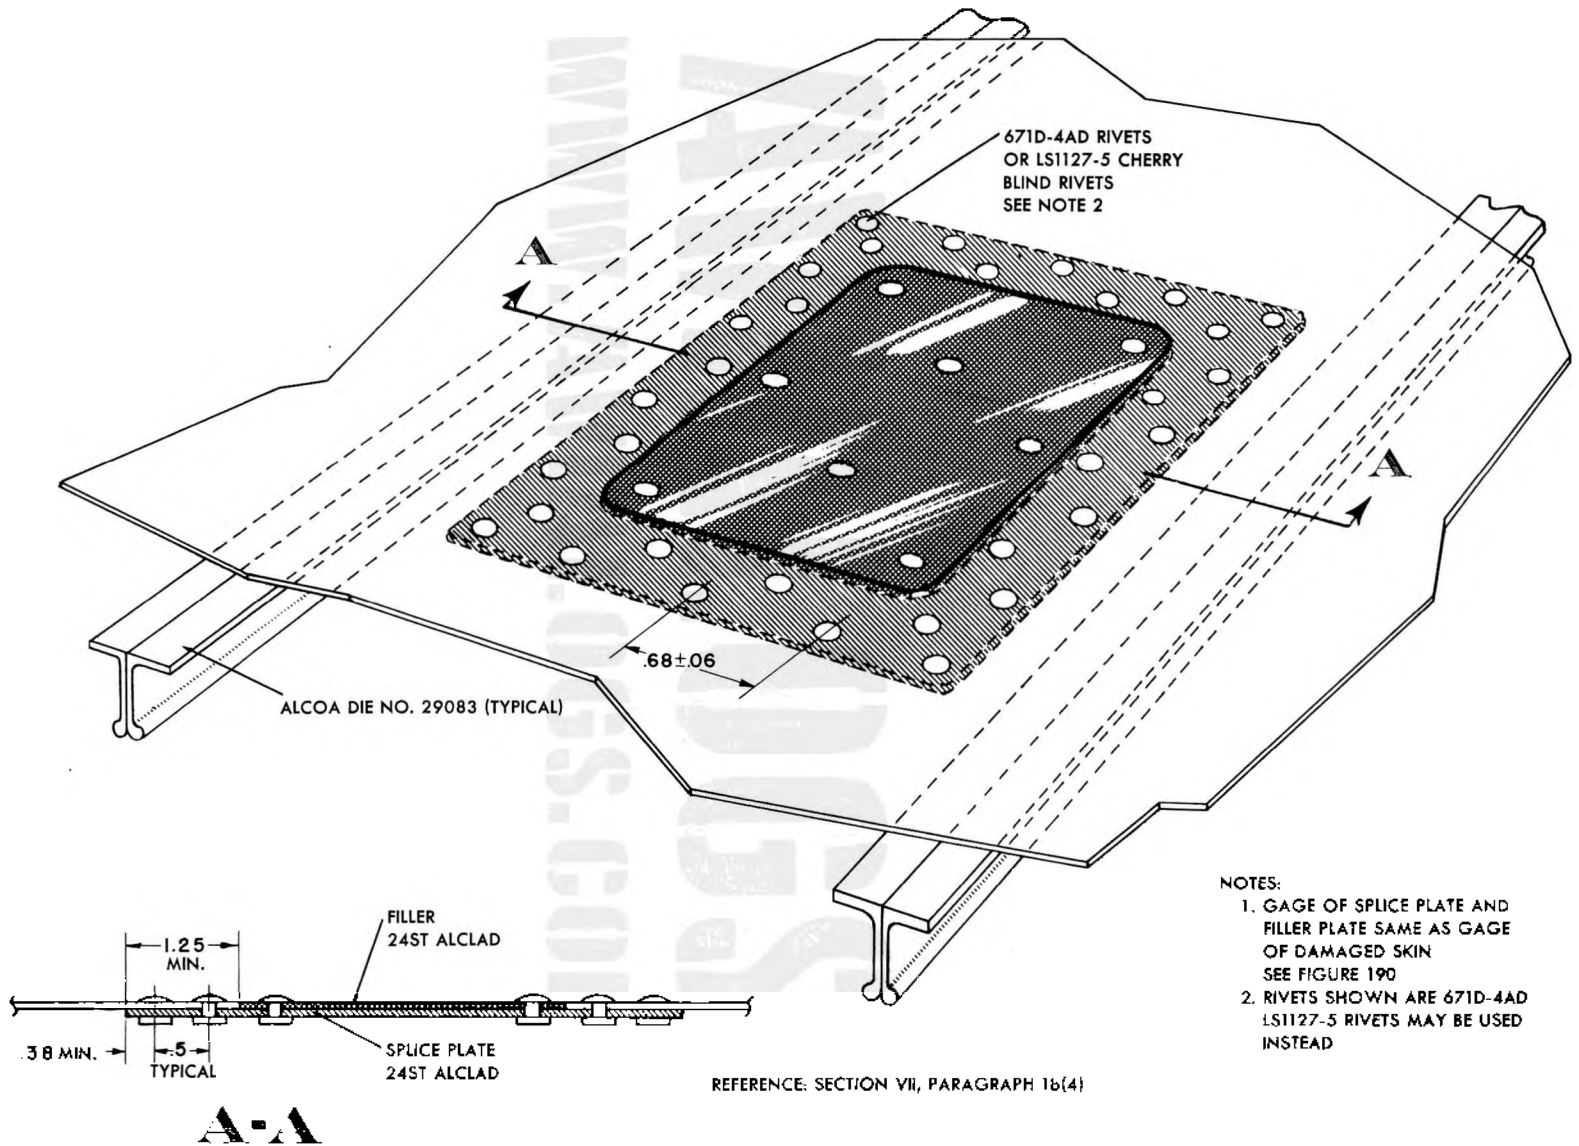 671D-4AD RIVETS
OR LS1127-5 CHERRY
BLIND RIVETS
SEE NOTE 2
A
A
.68±.06
ALCOA DIE NO. 29083 (TYPICAL)
FILLER
24ST ALCLAD
1.25
MIN.
.38 MIN.
.5
TYPICAL
SPLICE PLATE
24ST ALCLAD
A-A
REFERENCE: SECTION VII, PARAGRAPH 1b(4)
NOTES:
1. GAGE OF SPLICE PLATE AND
FILLER PLATE SAME AS GAGE
OF DAMAGED SKIN
SEE FIGURE 190
2. RIVETS SHOWN ARE 671D-4AD
LS1127-5 RIVETS MAY BE USED
INSTEAD